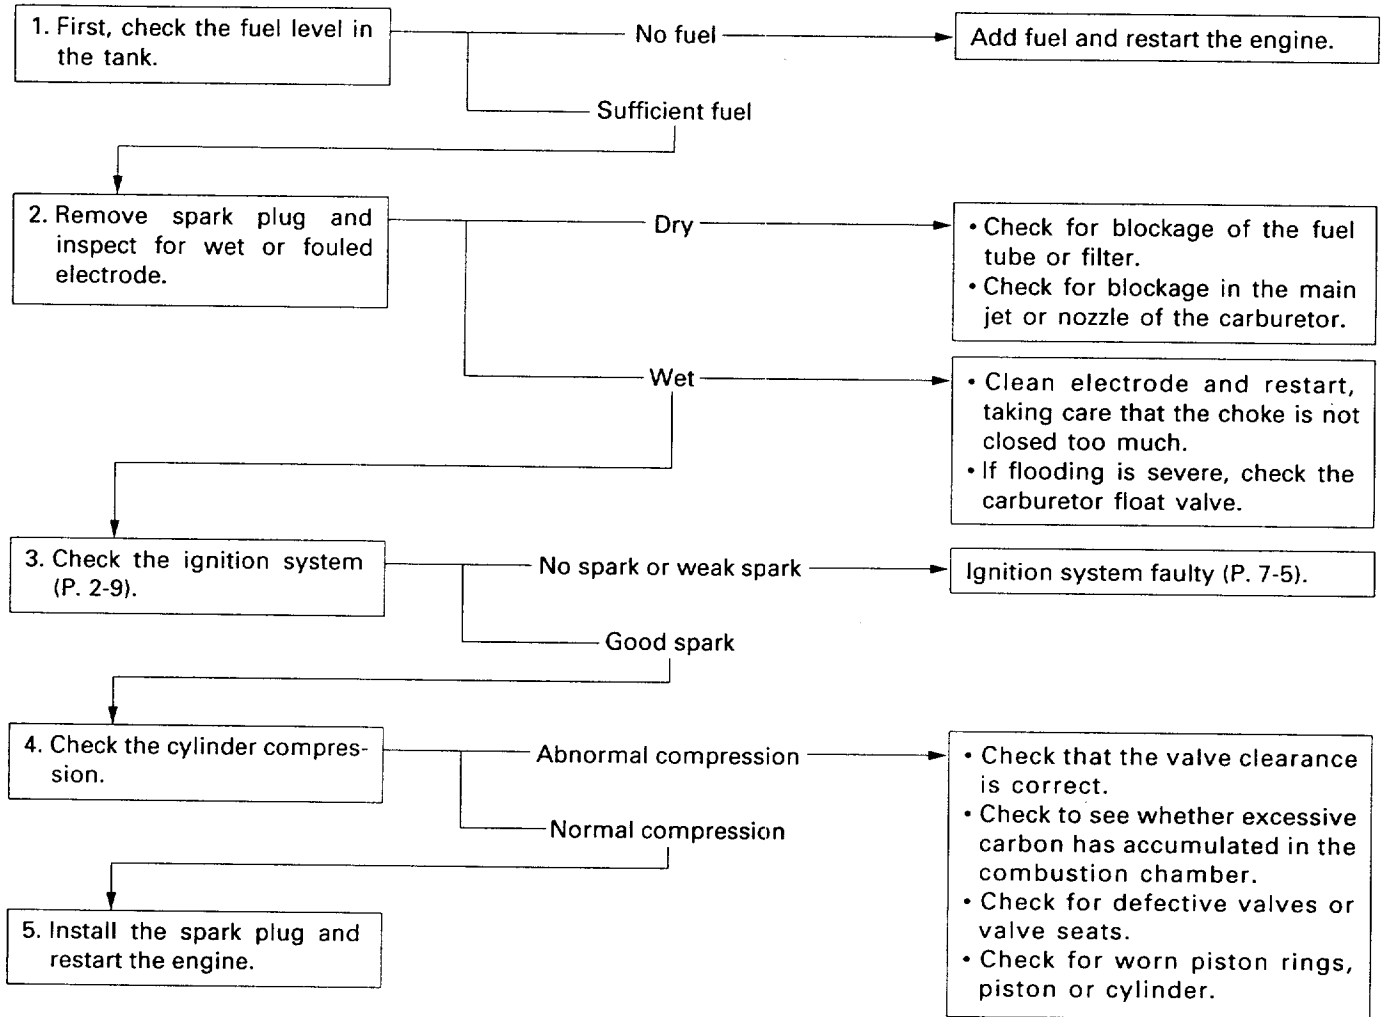 1. First, check the fuel level in
the tank.
No fuel
Add fuel and restart the engine.
Sufficient fuel
2. Remove spark plug and
inspect for wet or fouled
electrode.
Dry
• Check for blockage of the fuel
tube or filter.
• Check for blockage in the main
jet or nozzle of the carburetor.
Wet
• Clean electrode and restart,
taking care that the choke is not
closed too much.
• If flooding is severe, check the
carburetor float valve.
3. Check the ignition system
(P. 2-9).
No spark or weak spark
Ignition system faulty (P. 7-5).
Good spark
4. Check the cylinder compres-
sion.
Abnormal compression
• Check that the valve clearance
is correct.
• Check to see whether excessive
carbon has accumulated in the
combustion chamber.
• Check for defective valves or
valve seats.
• Check for worn piston rings,
piston or cylinder.
Normal compression
5. Install the spark plug and
restart the engine.